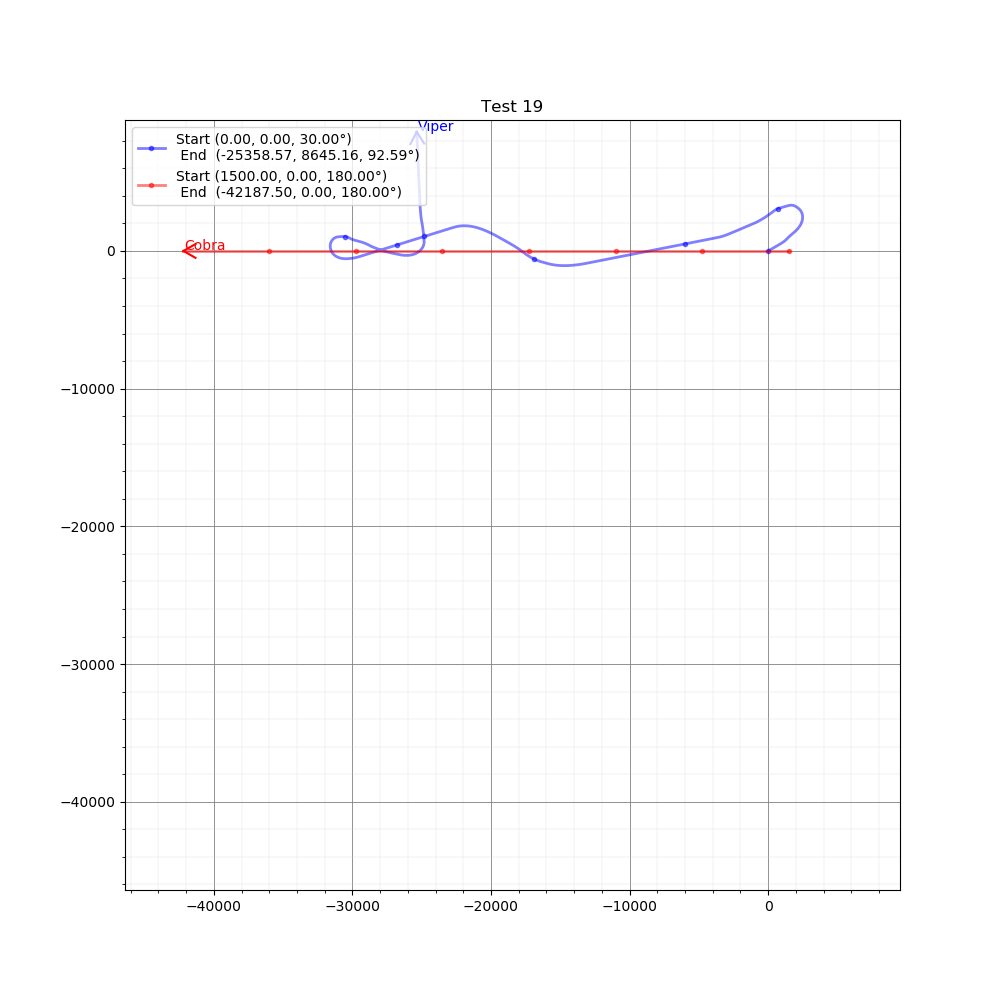 Test 19
Viper
Start (0.00, 0.00, 30.00°)
End (-25358.57, 8645.16, 92.59°)
Start (1500.00, 0.00, 180.00°)
End (-42187.50, 0.00, 180.00°)
Cobra
0
−10000
−20000
−30000
−40000
−40000 −30000 −20000 −10000 0